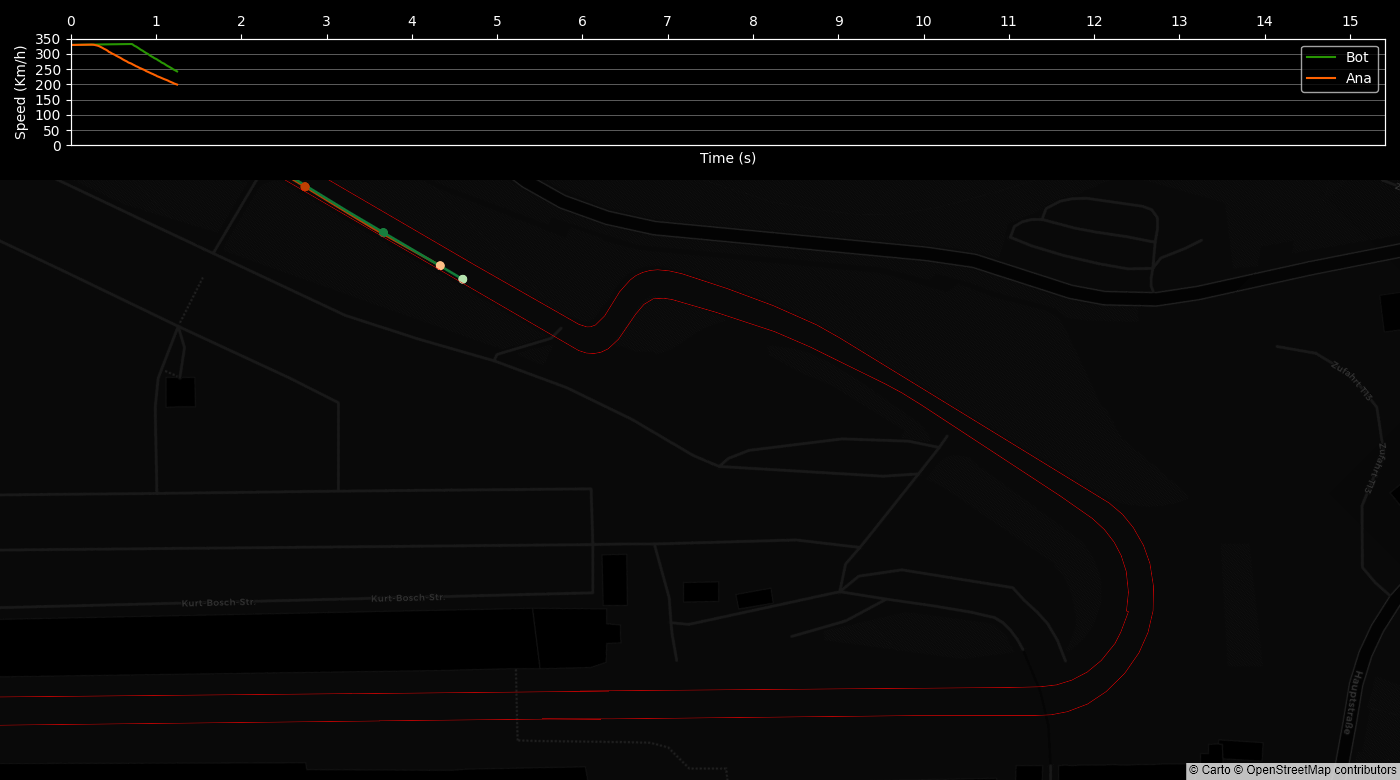 0 1 2 3 4 5 6 7 8 9 10 11 12 13 14 15
350
300
250
200
150
100
50
0
Speed (Km/h)
Bot
Ana
Time (s)
Zufahrt-T13
Zufahrt-T13
Kurt-Bosch-Str.
Kurt-Bosch-Str.
Hauptstraße
© Carto © OpenStreetMap contributors